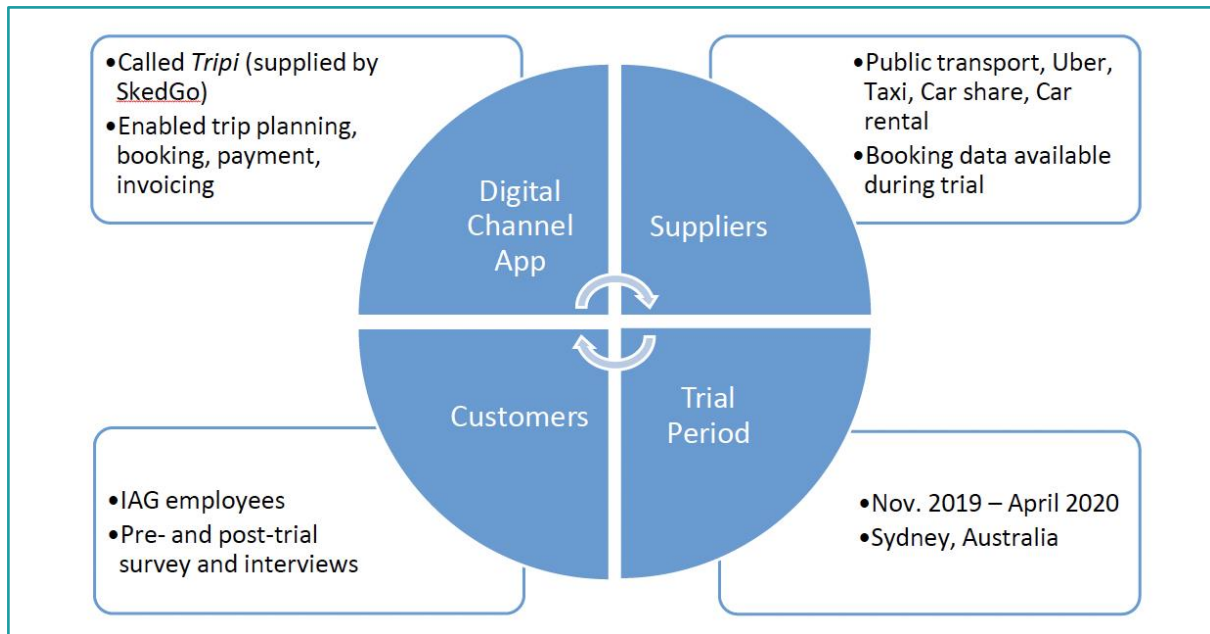 •Called Tripi (supplied by
SkedGo)
•Enabled trip planning,
booking, payment,
invoicing
•Public transport, Uber,
Taxi, Car share, Car
rental
•Booking data available
during trial
Digital
Channel
App
Suppliers
Customers
Trial
Period
•IAG employees
•Pre- and post-trial
survey and interviews
•Nov. 2019 – April 2020
•Sydney, Australia